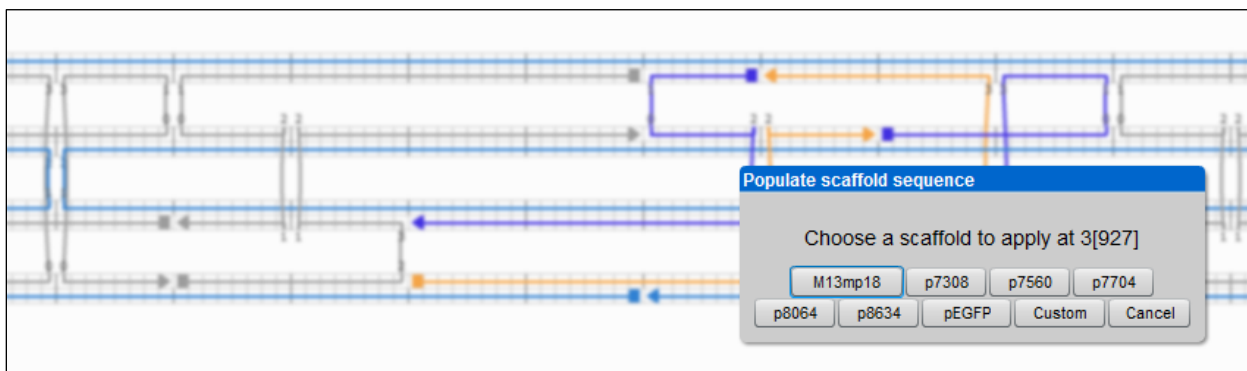 Populate scaffold sequence
Choose a scaffold to apply at 3[927]
M13mp18 p7308 p7560 p7704
p8064 p8634 pEGFP Custom Cancel